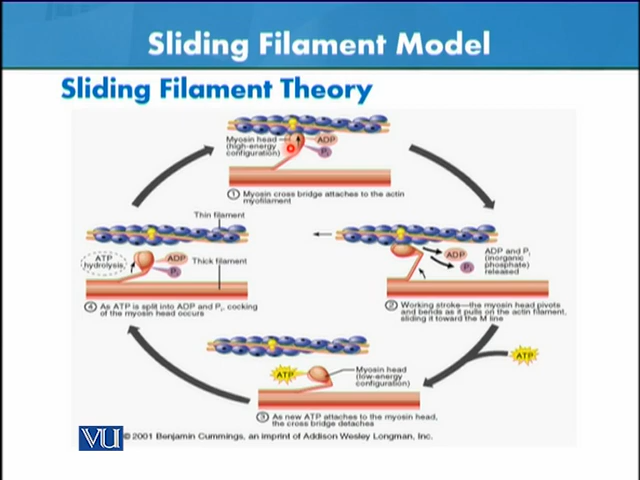 Sliding Filament Model
Sliding Filament Theory
Myosin head
(high-energy
configuration)
ADP
Pi
1 Myosin cross bridge attaches to the actin
myofilament
Thin filament
ATP
hydrolysis
ADP
Pi
Thick filament
4 As ATP is split into ADP and Pi, cocking
of the myosin head occurs
ADP
Pi
ADP and Pi
(inorganic
phosphate)
released
2 Working stroke—the myosin head pivots
and bends as it pulls on the actin filament,
sliding it toward the M line
ATP
ATP
Myosin head
(low-energy
configuration)
3 As new ATP attaches to the myosin head,
the cross bridge detaches
VU
© 2001 Benjamin Cummings, an imprint of Addison Wesley Longman, Inc.